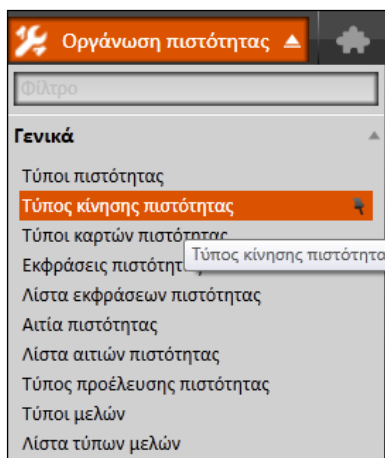 Οργάνωση πιστότητας
Φίλτρο
Γενικά
Τύποι πιστότητας
Τύπος κίνησης πιστότητας
Τύποι καρτών πιστότητας
Τύπος κίνησης πιστότητα
Εκφράσεις πιστότητ
Λίστα εκφράσεων πιστότητας
Αιτία πιστότητας
Λίστα αιτιών πιστότητας
Τύπος προέλευσης πιστότητας
Τύποι μελών
Λίστα τύπων μελών